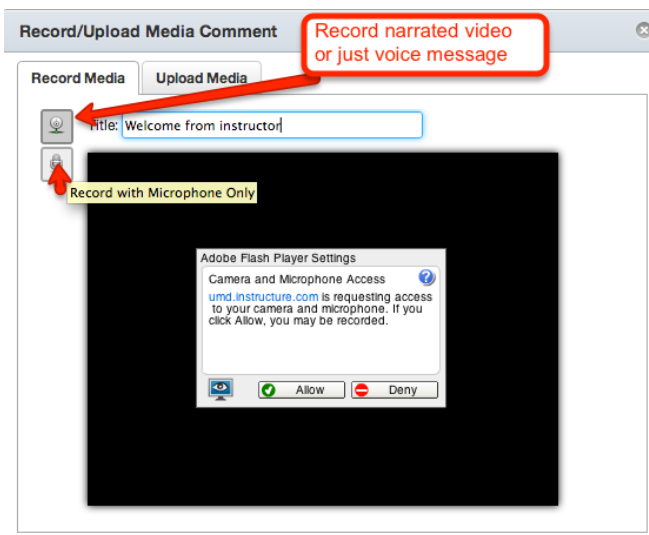 Record/Upload Media Comment
Record narrated video
or just voice message
Record Media
Upload Media
Title: Welcome from instructor
Record with Microphone Only
Adobe Flash Player Settings
Camera and Microphone Access
umd.instructure.com is requesting access
to your camera and microphone. If you
click Allow, you may be recorded.
Allow
Deny